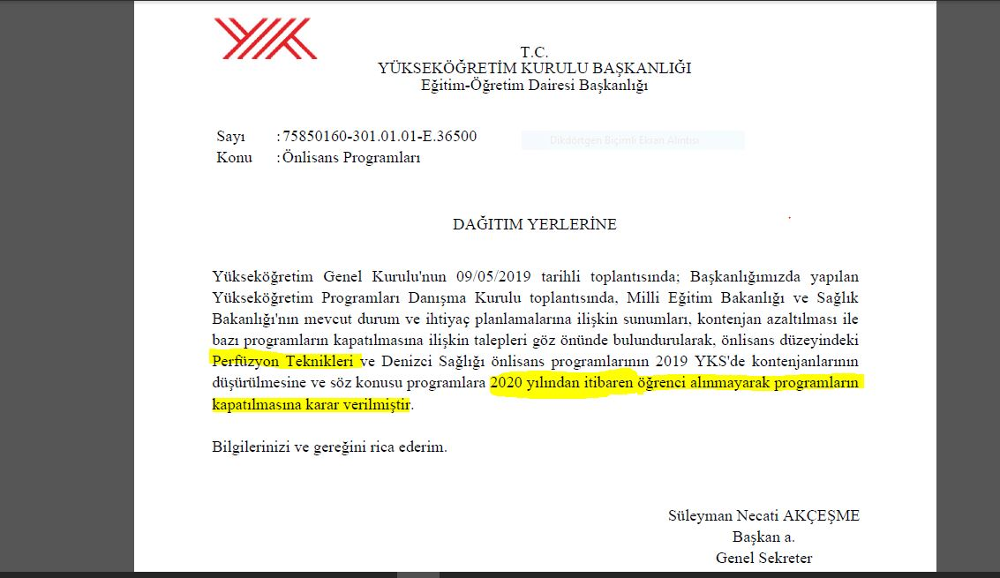 YÖK
T.C.
YÜKSEKÖĞRETİM KURULU BAŞKANLIĞI
Eğitim-Öğretim Dairesi Başkanlığı
Sayı :75850160-301.01.01-E.36500
Dikdörtgen Biçimli Ekran Alıntısı
Konu :Önlisans Programları
DAĞITIM YERLERİNE
Yükseköğretim Genel Kurulu'nun 09/05/2019 tarihli toplantısında; Başkanlığımızda yapılan
Yükseköğretim Programları Danışma Kurulu toplantısında, Milli Eğitim Bakanlığı ve Sağlık
Bakanlığı'nın mevcut durum ve ihtiyaç planlamalarına ilişkin sunumları, kontenjan azaltılması ile
bazı programların kapatılmasına ilişkin talepleri göz önünde bulundurularak, önlisans düzeyindeki
Perfüzyon Teknikleri ve Denizci Sağlığı önlisans programlarının 2019 YKS'de kontenjanlarının
düşürülmesine ve söz konusu programlara 2020 yılından itibaren öğrenci alınmayarak programların
kapatılmasına karar verilmiştir.
Bilgilerinizi ve gereğini rica ederim.
Süleyman Necati AKÇEŞME
Başkan a.
Genel Sekreter